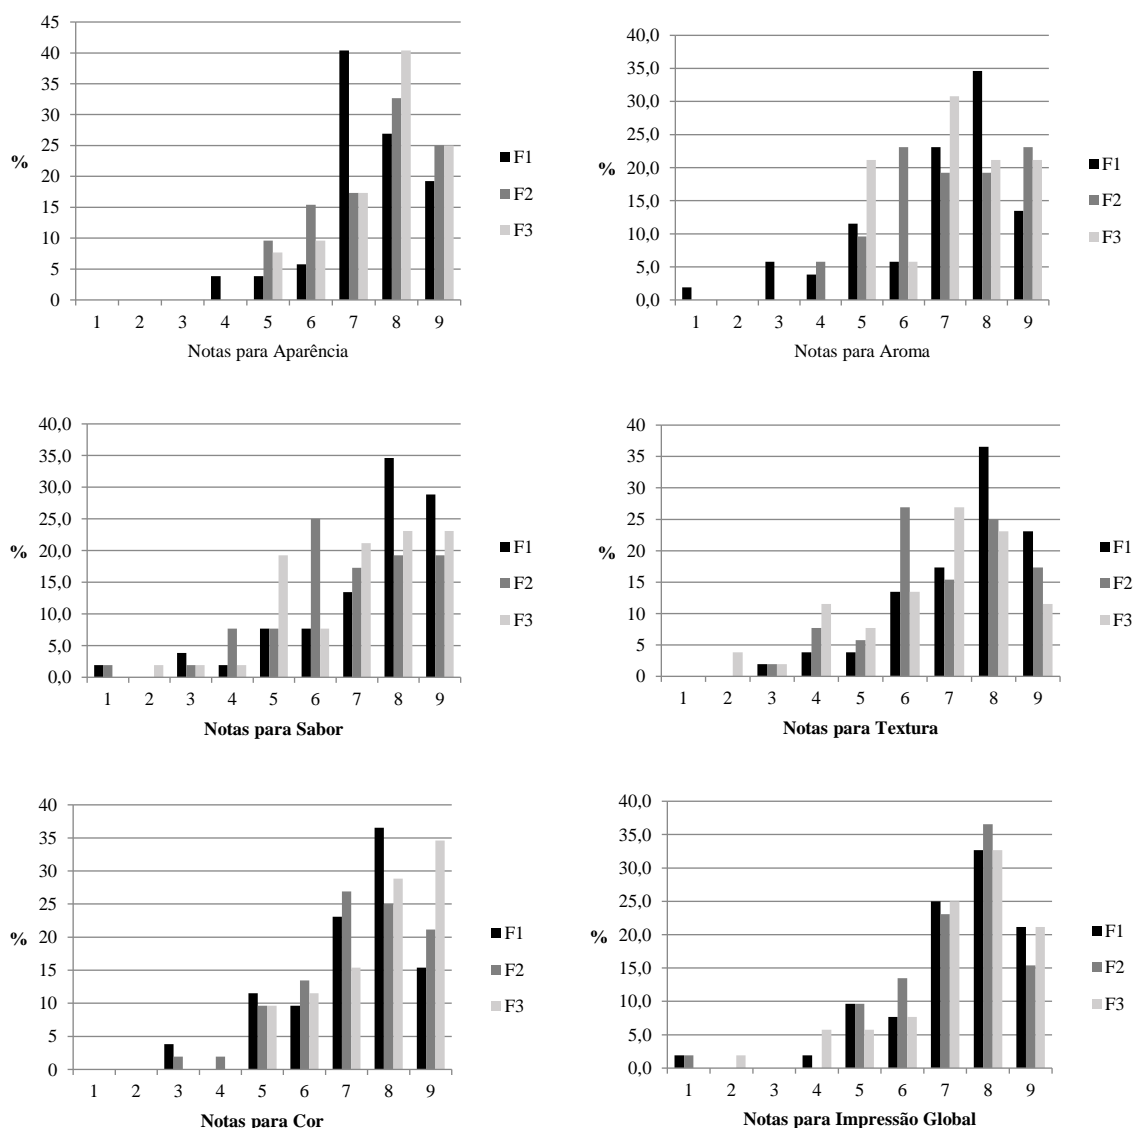 45
40
35
30
25
20
15
10
5
0
%
1 2 3 4 5 6 7 8 9
Notas para Aparência
F1
F2
F3
40,0
35,0
30,0
25,0
20,0
15,0
10,0
5,0
0,0
%
1 2 3 4 5 6 7 8 9
Notas para Aroma
F1
F2
F3
40,0
35,0
30,0
25,0
20,0
15,0
10,0
5,0
0,0
%
1 2 3 4 5 6 7 8 9
Notas para Sabor
F1
F2
F3
40
35
30
25
20
15
10
5
0
%
1 2 3 4 5 6 7 8 9
Notas para Textura
F1
F2
F3
40
35
30
25
20
15
10
5
0
%
1 2 3 4 5 6 7 8 9
Notas para Cor
F1
F2
F3
40,0
35,0
30,0
25,0
20,0
15,0
10,0
5,0
0,0
%
1 2 3 4 5 6 7 8 9
Notas para Impressão Global
F1
F2
F3